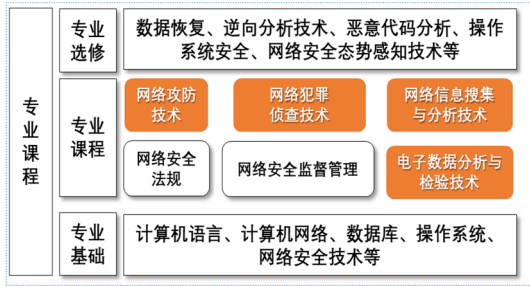 专业课程
专业
选修
数据恢复、逆向分析技术、恶意代码分析、操作
系统安全、网络安全态势感知技术等
专业
课程
网络攻防
技术
网络犯罪
侦查技术
网络信息搜集
与分析技术
网络安全
法规
网络安全监督管理
电子数据分析与
检验技术
专业
基础
计算机语言、计算机网络、数据库、操作系统、
网络安全技术等